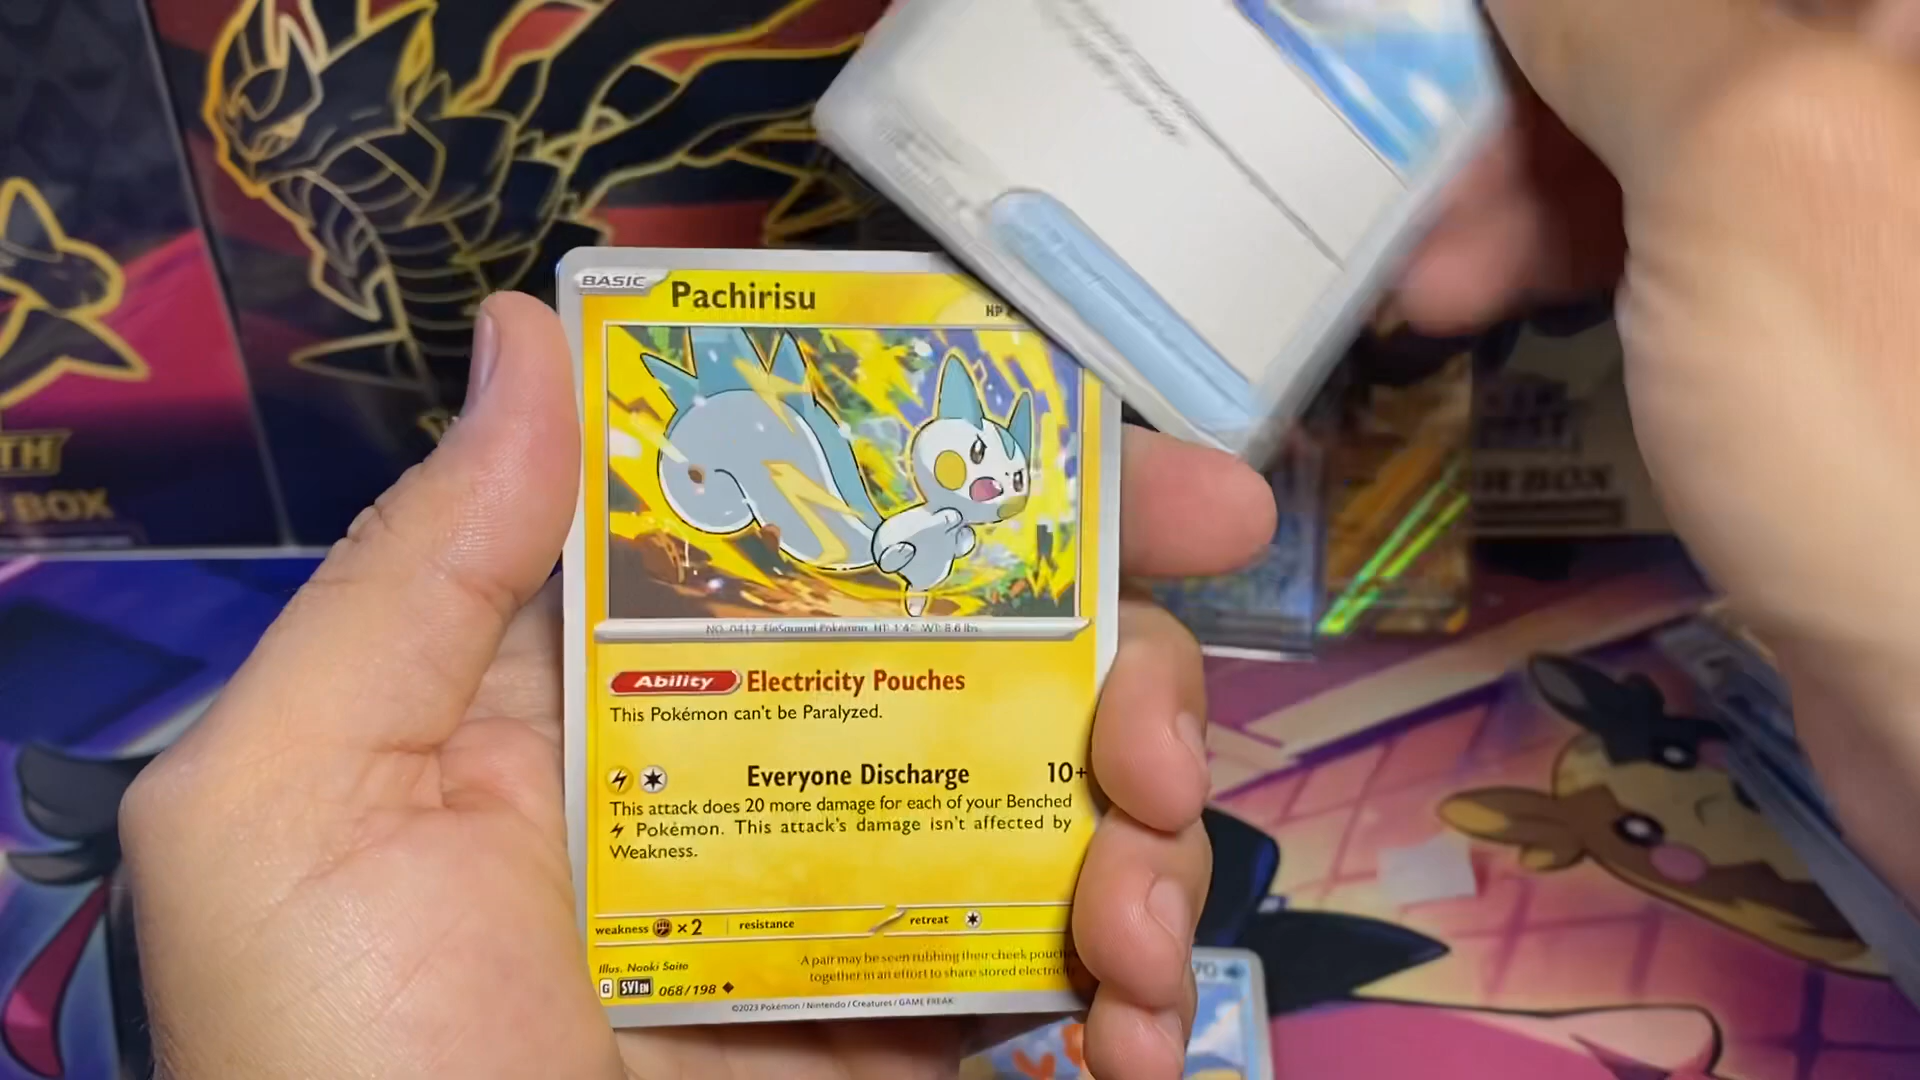 BASIC
Pachirisu
HP
NO. 0417 EleSquirrel Pokémon HT: 1'4" WT: 8.6 lbs.
Ability Electricity Pouches
This Pokémon can't be Paralyzed.
Everyone Discharge 10+
This attack does 20 more damage for each of your Benched
Pokémon. This attack's damage isn't affected by
Weakness.
weakness ×2 resistance retreat
Illus. Naoki Saito
A pair may be seen rubbing their cheek
together in an effort to share stored
G SVI EN 068/198
©2023 Pokémon / Nintendo / Creatures / GAME FREAK
TH
BOX
BOX
70